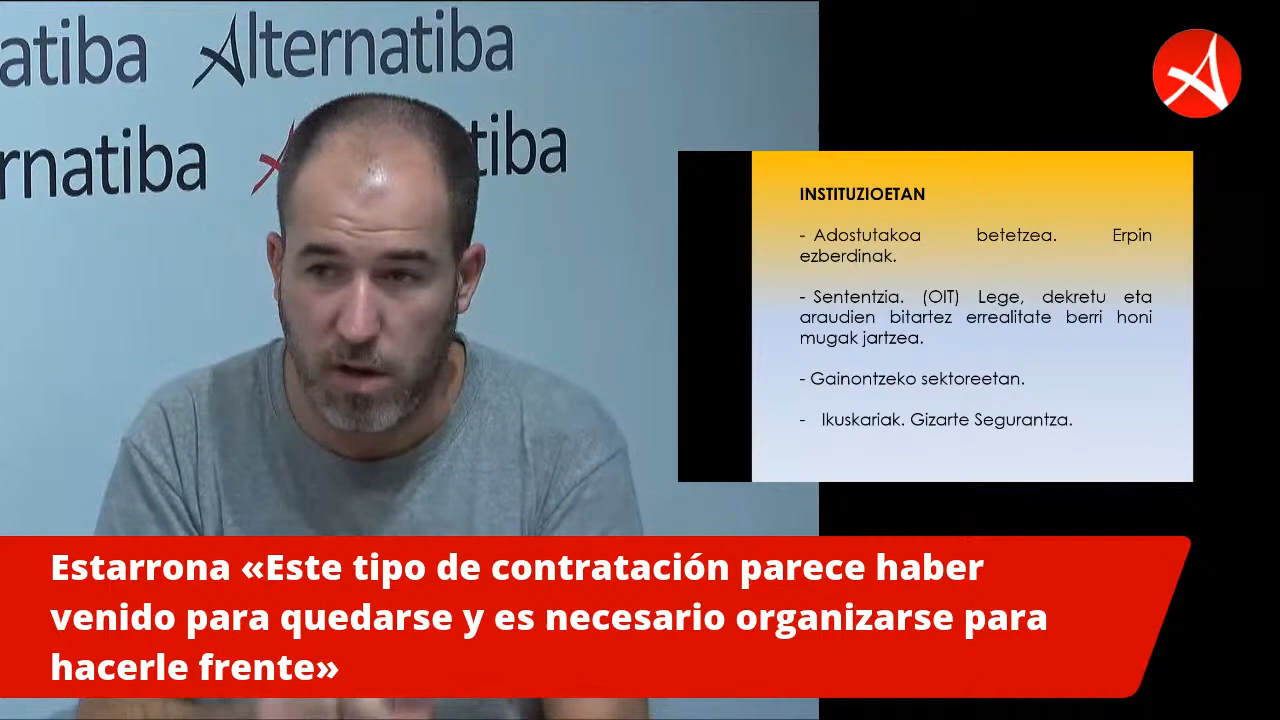 atiba Alternatiba
rnatiba tiba
INSTITUZIOETAN
- Adostutakoa betetzea. Erpin
ezberdinak.
- Sententzia. (OIT) Lege, dekretu eta
araudien bitartez errealitate berri honi
mugak jartzea.
- Gainontzeko sektoreetan.
- Ikuskariak. Gizarte Segurantza.
Estarrona «Este tipo de contratación parece haber
venido para quedarse y es necesario organizarse para
hacerle frente»